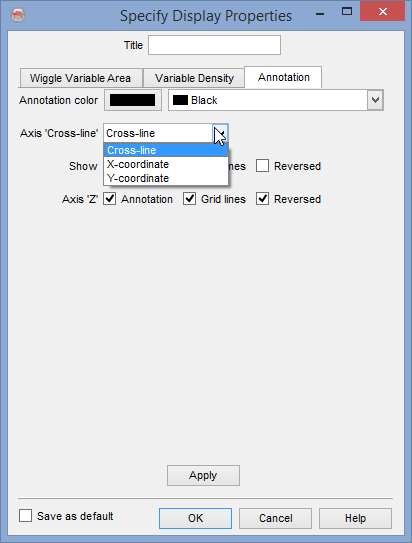 Specify Display Properties
Title
Wiggle Variable Area Variable Density Annotation
Annotation color Black
Axis 'Cross-line' Cross-line
Cross-line
Show Reversed
X-coordinate
Y-coordinate
Axis 'Z' Annotation Grid lines Reversed
Apply
Save as default OK Cancel Help